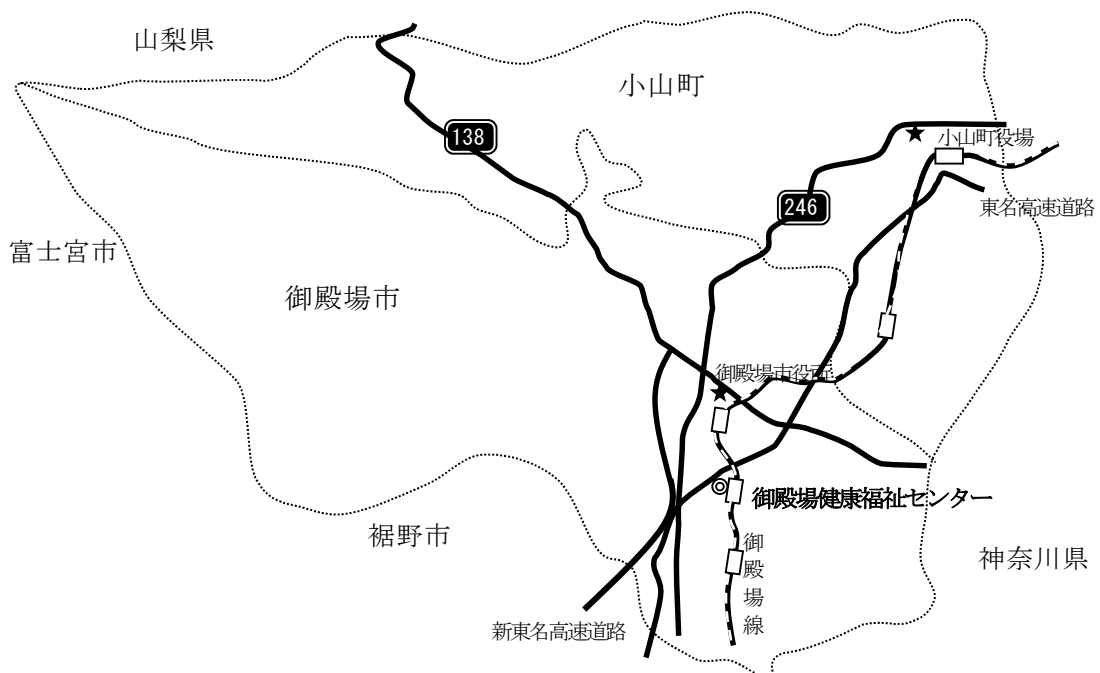 山梨県
小山町
138
小山町役場
246
東名高速道路
富士宮市
御殿場市
御殿場市役所
御殿場健康福祉センター
裾野市
御殿場線
神奈川県
新東名高速道路